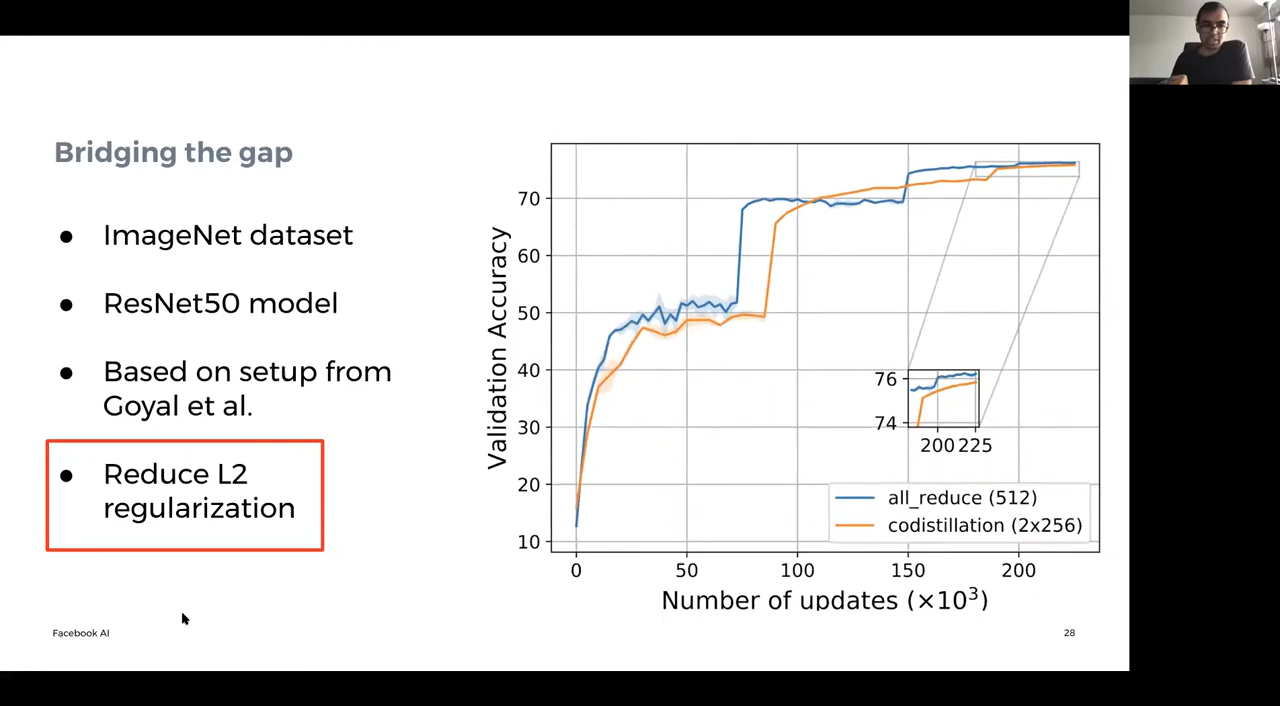 Bridging the gap
● ImageNet dataset
● ResNet50 model
● Based on setup from
Goyal et al.
● Reduce L2
regularization
Validation Accuracy
70
60
50
40
30
20
10
76
74
200 225
all_reduce (512)
codistillation (2x256)
0 50 100 150 200
Number of updates (×10³)
Facebook AI
28